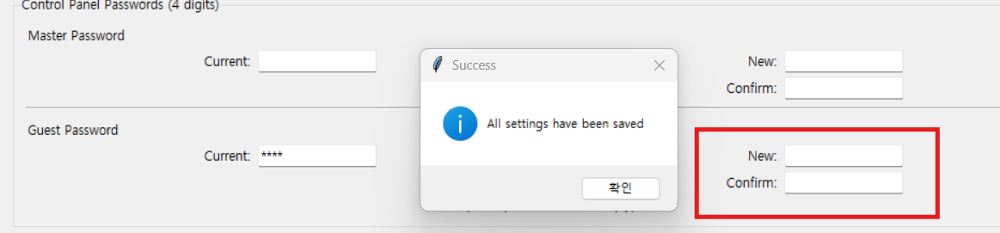 Control Panel Passwords (4 digits)
Master Password
Current:
New:
Confirm:
Success
All settings have been saved
확인
Guest Password
Current: ****
New:
Confirm: